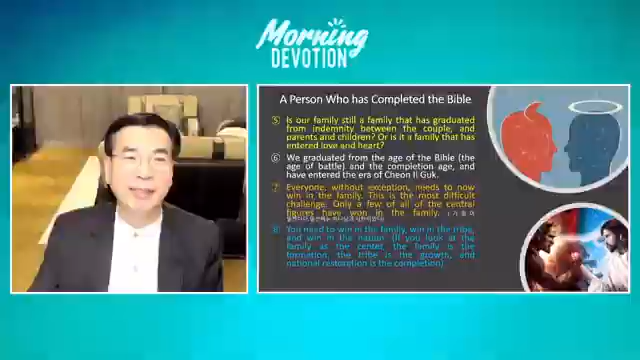 Morning
DEVOTION
A Person Who has Completed the Bible
⑤ Is our family still a family that has graduated
from indemnity between the couple, and
parents and children? Or is it a family that has
entered love and heart?
⑥ We graduated from the age of the Bible (the
age of battle) and the completion age, and
have entered the era of Cheon Il Guk.
⑦ Everyone, without exception, needs to now
win in the family. This is the most difficult
challenge. Only a few of all of the central
figures have won in the family.
⑧ You need to win in the family, win in the tribe,
and win in the nation (If you look at the
family as the center, the family is the
formation, the tribe is the growth, and
national restoration is the completion)